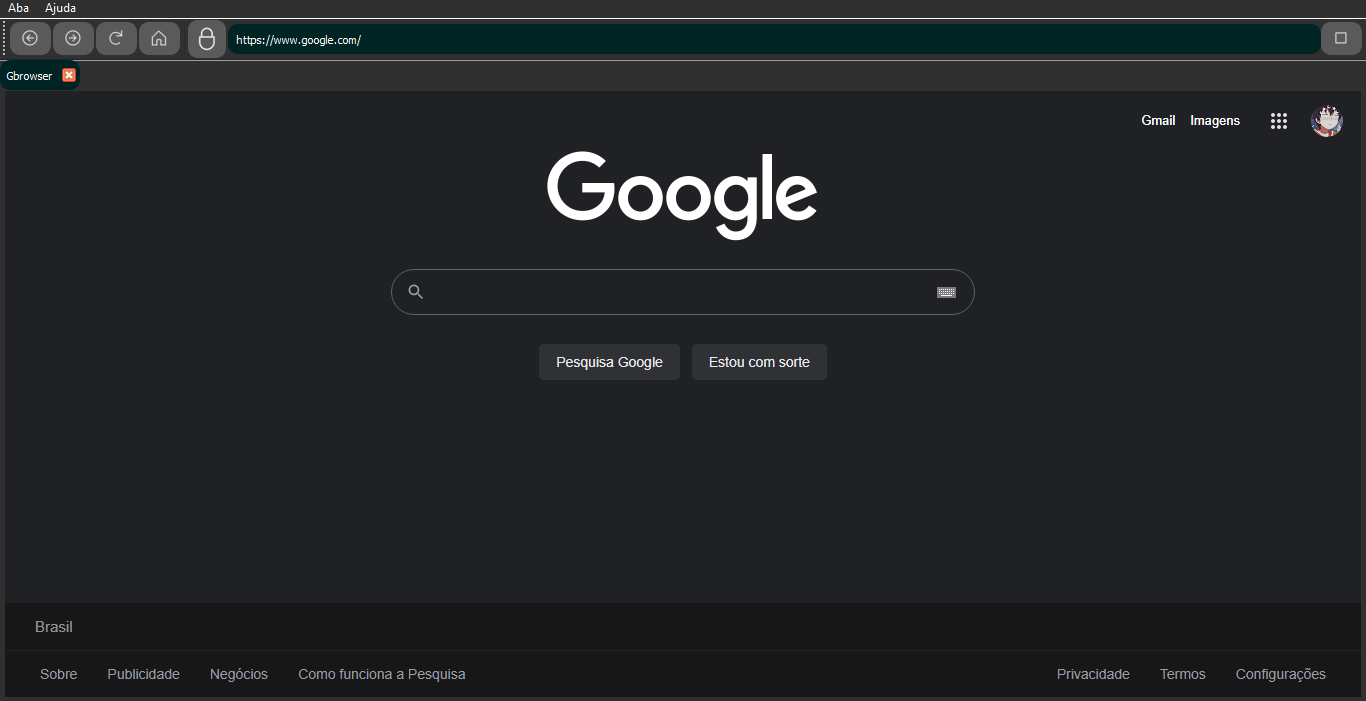 Aba Ajuda
https://www.google.com/
Gbrowser
Gmail Imagens
Google
Pesquisa Google Estou com sorte
Brasil
Sobre Publicidade Negócios Como funciona a Pesquisa Privacidade Termos Configurações